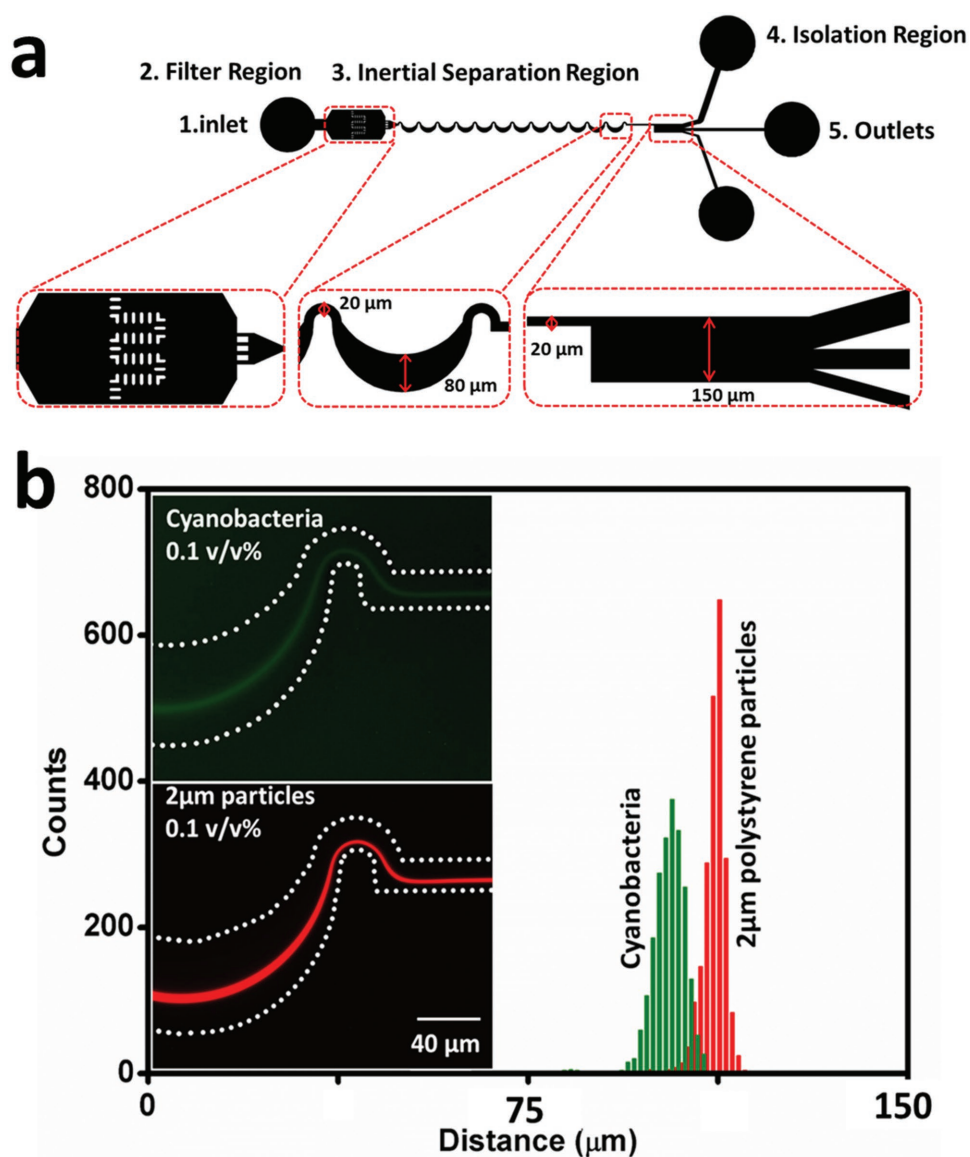 a
2. Filter Region
3. Inertial Separation Region
4. Isolation Region
1.inlet
5. Outlets
20 µm
80 µm
20 µm
150 µm
b
800
600
400
200
0
Counts
Cyanobacteria
0.1 v/v%
2µm particles
0.1 v/v%
40 µm
Cyanobacteria
2µm polystyrene particles
0
75
150
Distance (µm)